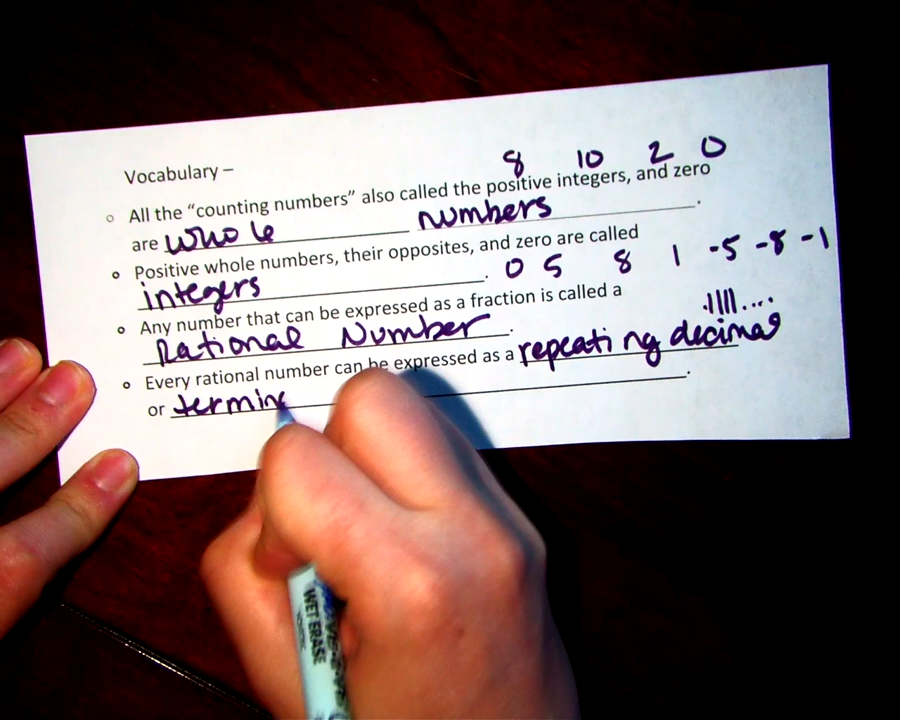 Vocabulary –
8 10 2 0
All the "counting numbers" also called the positive integers, and zero
are whole numbers.
Positive whole numbers, their opposites, and zero are called
integers. 0 5 8 1 -5 -8 -1
Any number that can be expressed as a fraction is called a
Rational Number. .1111....
Every rational number can be expressed as a repeating decimal
or termin
WET ERASE